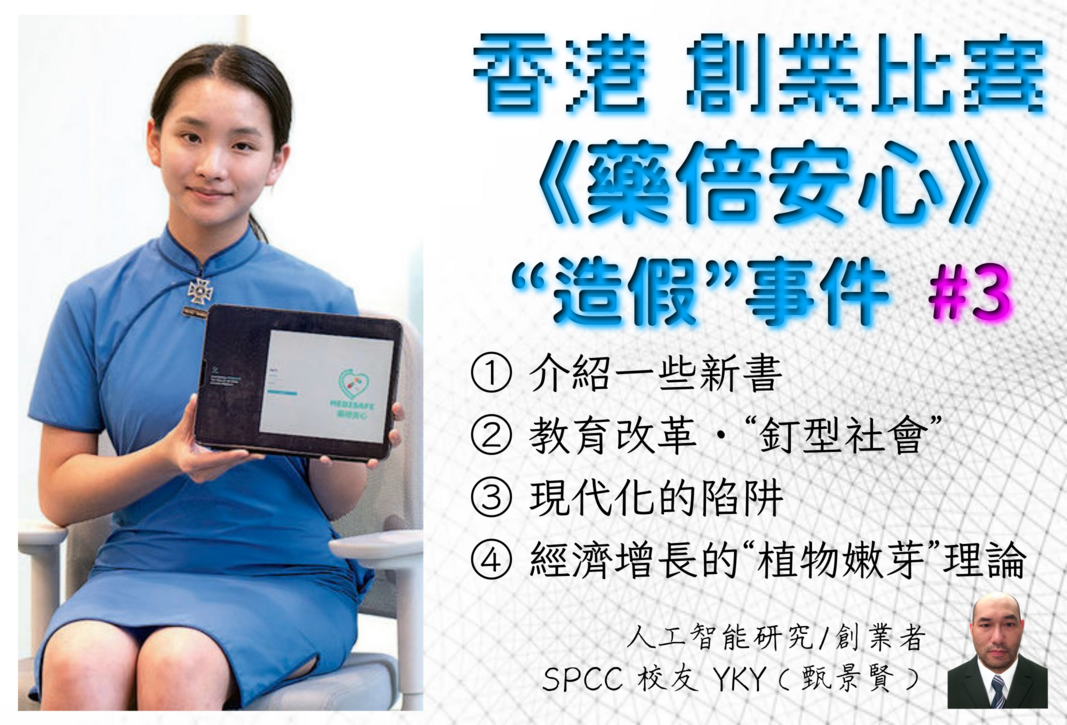 香港 創業比賽
《藥倍安心》
“造假”事件 #3
① 介紹一些新書
② 教育改革·“釘型社會”
③ 現代化的陷阱
④ 經濟增長的“植物嫩芽”理論
人工智能研究/創業者
SPCC 校友 YKY（甄景賢）
MEDISAFE
藥倍安心